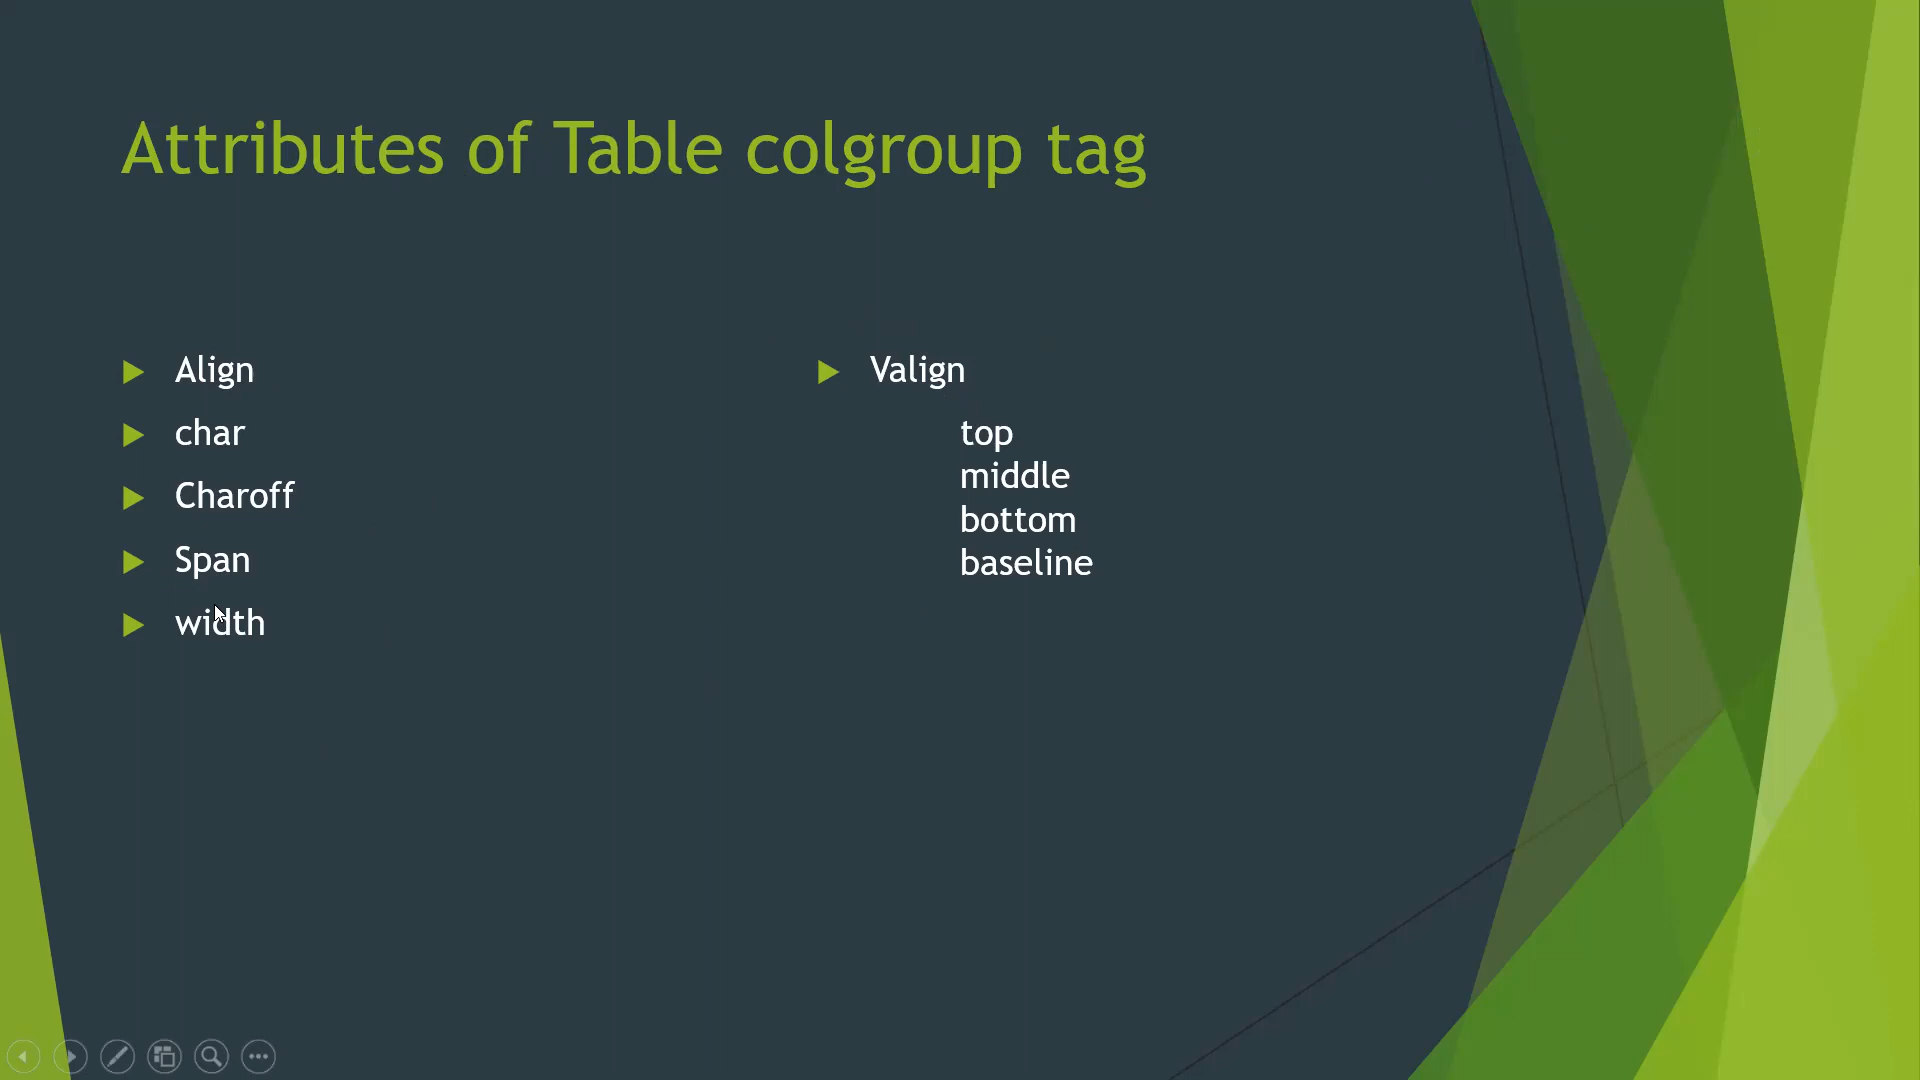 Attributes of Table colgroup tag
Align
char
Charoff
Span
width
Valign
top
middle
bottom
baseline